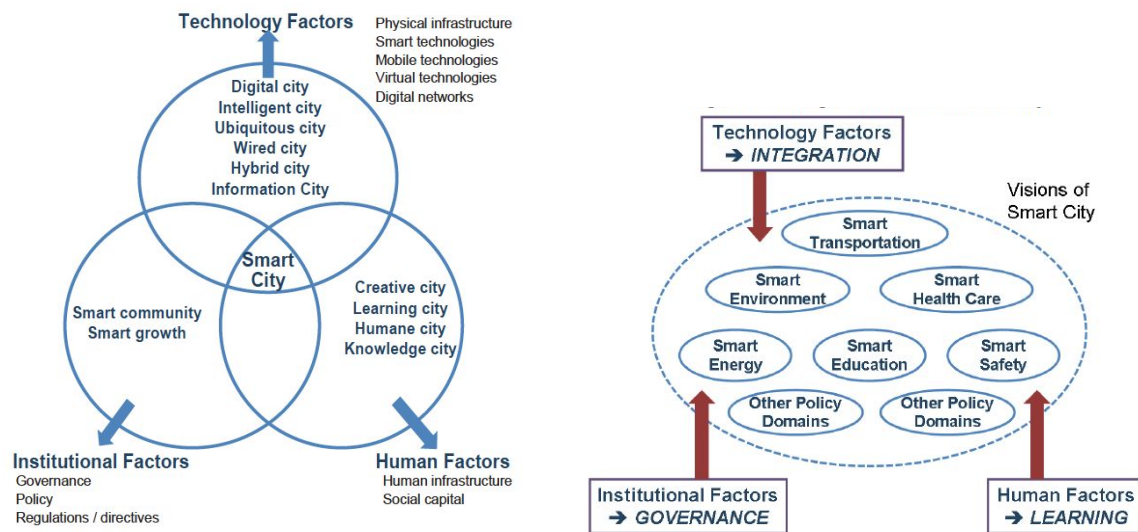 Technology Factors
Physical infrastructure
Smart technologies
Mobile technologies
Virtual technologies
Digital networks
Digital city
Intelligent city
Ubiquitous city
Wired city
Hybrid city
Information City
Smart
City
Smart community
Smart growth
Creative city
Learning city
Humane city
Knowledge city
Institutional Factors
Governance
Policy
Regulations / directives
Human Factors
Human infrastructure
Social capital
Technology Factors
➔ INTEGRATION
Visions of
Smart City
Smart
Transportation
Smart
Environment
Smart
Health Care
Smart
Energy
Smart
Education
Smart
Safety
Other Policy
Domains
Other Policy
Domains
Institutional Factors
➔ GOVERNANCE
Human Factors
➔ LEARNING